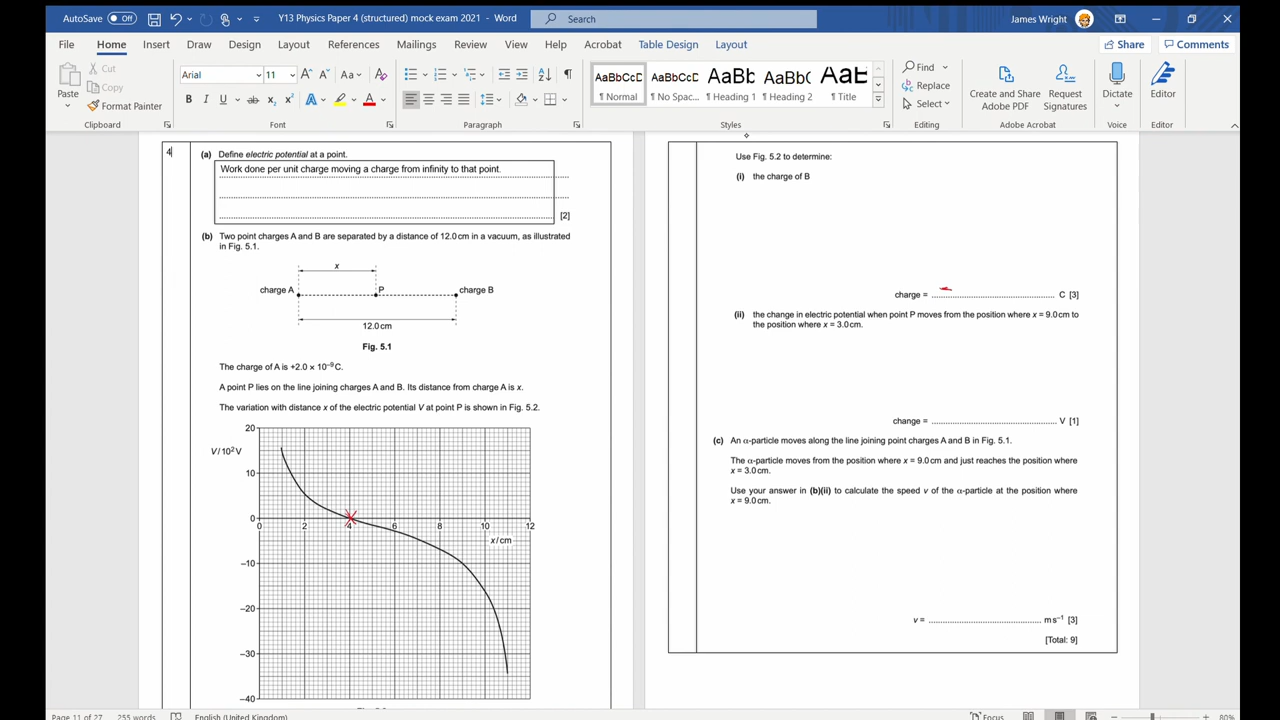 AutoSave Off Y13 Physics Paper 4 (structured) mock exam 2021 - Word Search James Wright
File Home Insert Draw Design Layout References Mailings Review View Help Acrobat Table Design Layout Share Comments
Paste Cut Copy Format Painter
Arial 11
AaBbCcD AaBbCcD AaBb AaBb( AaB
¶ Normal ¶ No Spac... ¶ Heading 1 ¶ Heading 2 ¶ Title
Find Replace Select
Create and Share Adobe PDF Request Signatures Dictate Editor
Clipboard Font Paragraph Styles Editing Adobe Acrobat Voice Editor
4
(a) Define electric potential at a point.
Work done per unit charge moving a charge from infinity to that point.
[2]
(b) Two point charges A and B are separated by a distance of 12.0 cm in a vacuum, as illustrated
in Fig. 5.1.
x
charge A P charge B
12.0 cm
Fig. 5.1
The charge of A is +2.0 × 10⁻⁹ C.
A point P lies on the line joining charges A and B. Its distance from charge A is x.
The variation with distance x of the electric potential V at point P is shown in Fig. 5.2.
20
V / 10² V
10
0
0 2 4 6 8 10 12
x / cm
–10
–20
–30
–40
Use Fig. 5.2 to determine:
(i) the charge of B
charge = ........................................ C [3]
(ii) the change in electric potential when point P moves from the position where x = 9.0 cm to
the position where x = 3.0 cm.
change = ........................................ V [1]
(c) An α-particle moves along the line joining point charges A and B in Fig. 5.1.
The α-particle moves from the position where x = 9.0 cm and just reaches the position where
x = 3.0 cm.
Use your answer in (b)(ii) to calculate the speed v of the α-particle at the position where
x = 9.0 cm.
v = ........................................ m s⁻¹ [3]
[Total: 9]
Page 11 of 27 255 words English (United Kingdom) Focus 80%